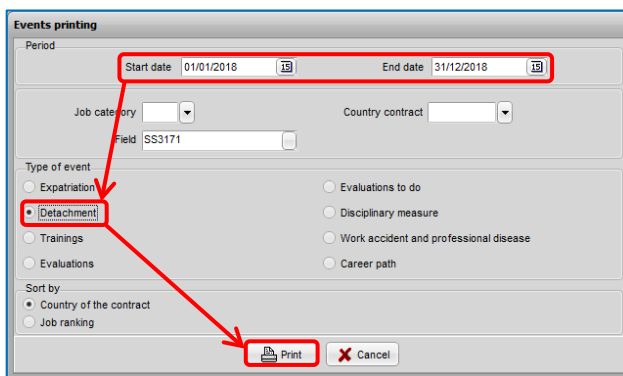 Events printing
Period
Start date 01/01/2018 15 End date 31/12/2018 15
Job category Country contract
Field SS3171
Type of event
Expatriation Evaluations to do
Detachment Disciplinary measure
Trainings Work accident and professional disease
Evaluations Career path
Sort by
Country of the contract
Job ranking
Print Cancel